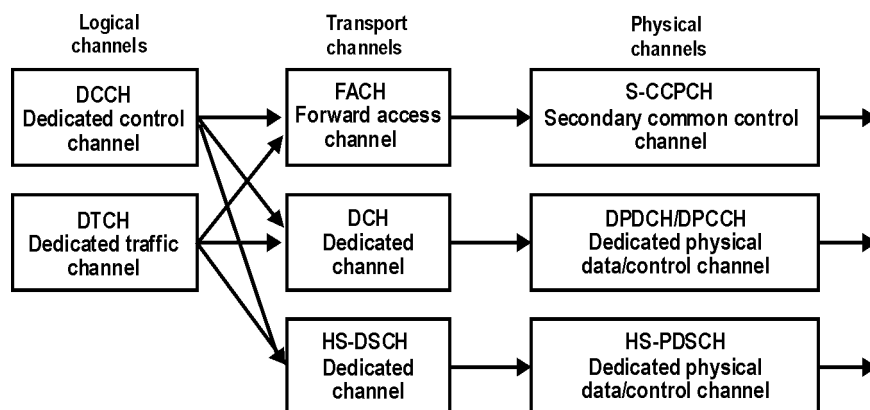 Logical
channels
Transport
channels
Physical
channels
DCCH
Dedicated control
channel
FACH
Forward access
channel
S-CCPCH
Secondary common control
channel
DTCH
Dedicated traffic
channel
DCH
Dedicated
channel
DPDCH/DPCCH
Dedicated physical
data/control channel
HS-DSCH
Dedicated
channel
HS-PDSCH
Dedicated physical
data/control channel